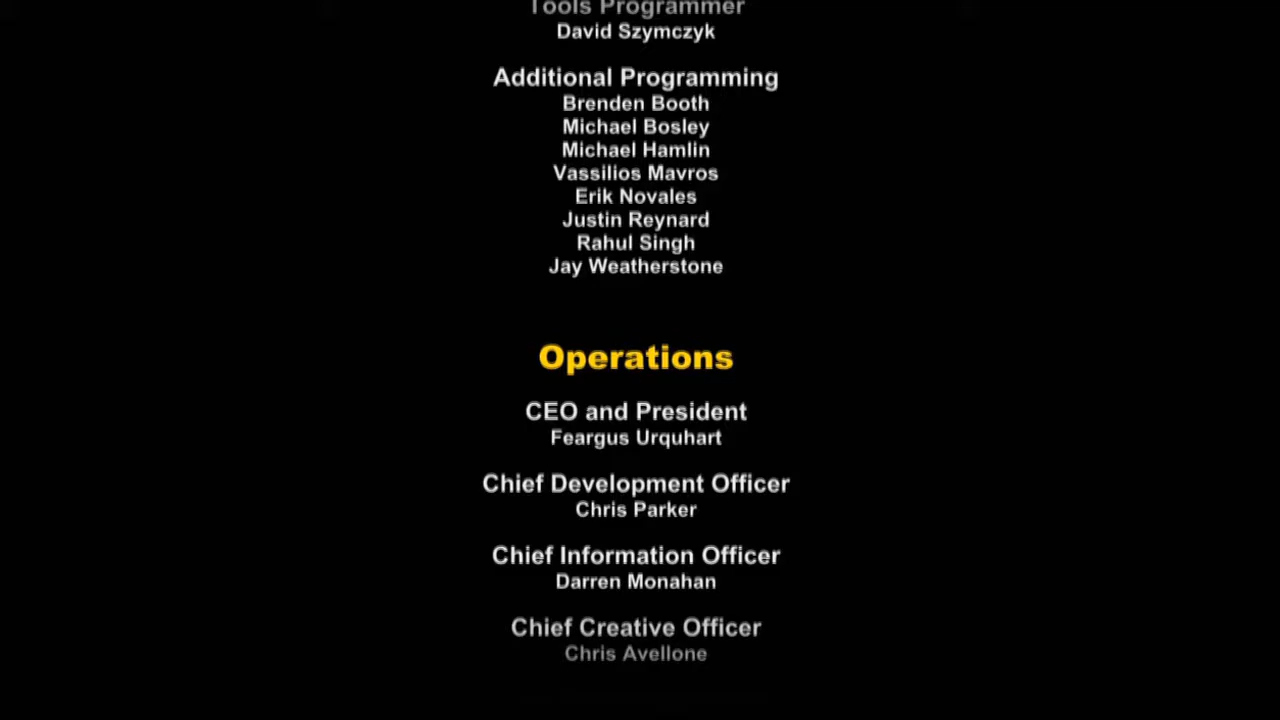 Tools Programmer
David Szymczyk
Additional Programming
Brenden Booth
Michael Bosley
Michael Hamlin
Vassilios Mavros
Erik Novales
Justin Reynard
Rahul Singh
Jay Weatherstone
Operations
CEO and President
Feargus Urquhart
Chief Development Officer
Chris Parker
Chief Information Officer
Darren Monahan
Chief Creative Officer
Chris Avellone